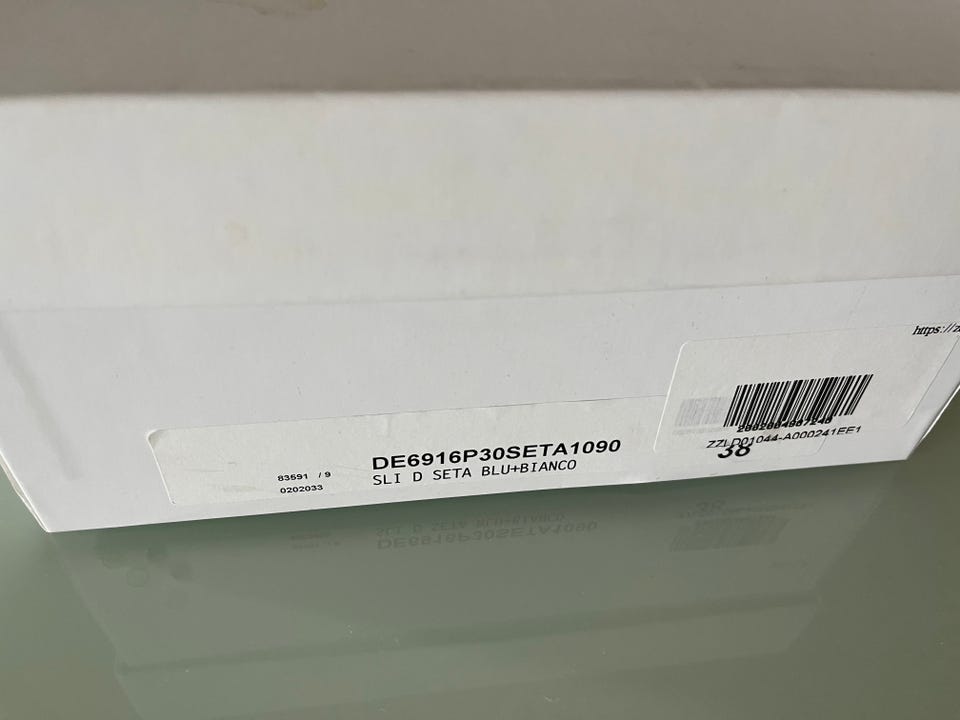 https://z
ZZLD01044-A000241EE1
38
DE6916P30SETA1090
SLI D SETA BLU+BIANCO
83591 / 9
0202033